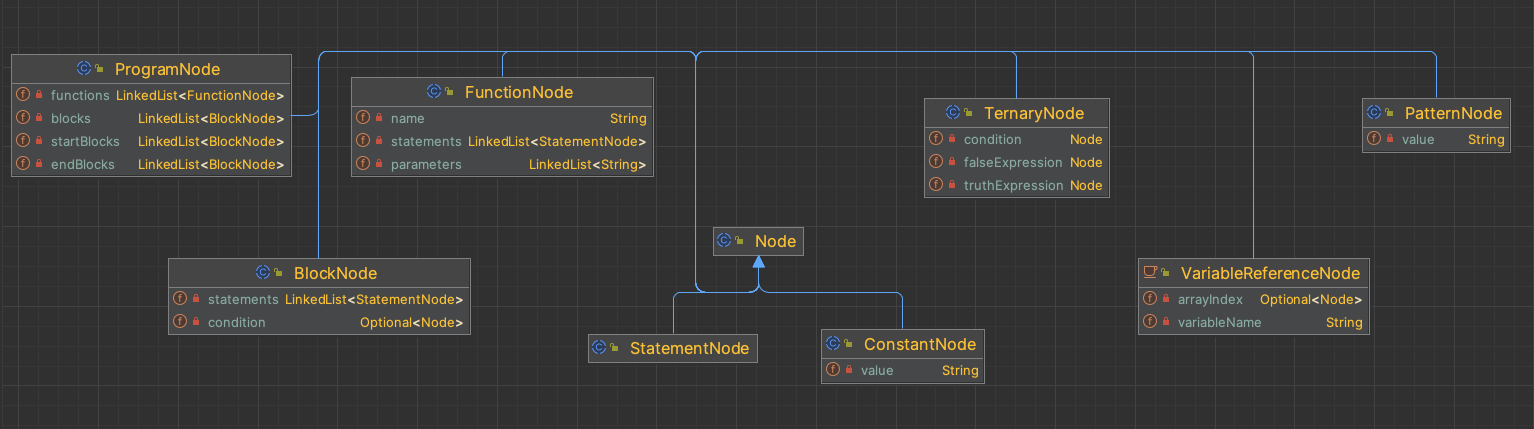 ProgramNode
functions LinkedList<FunctionNode>
blocks LinkedList<BlockNode>
startBlocks LinkedList<BlockNode>
endBlocks LinkedList<BlockNode>
FunctionNode
name String
statements LinkedList<StatementNode>
parameters LinkedList<String>
TernaryNode
condition Node
falseExpression Node
truthExpression Node
PatternNode
value String
Node
BlockNode
statements LinkedList<StatementNode>
condition Optional<Node>
VariableReferenceNode
arrayIndex Optional<Node>
variableName String
StatementNode
ConstantNode
value String